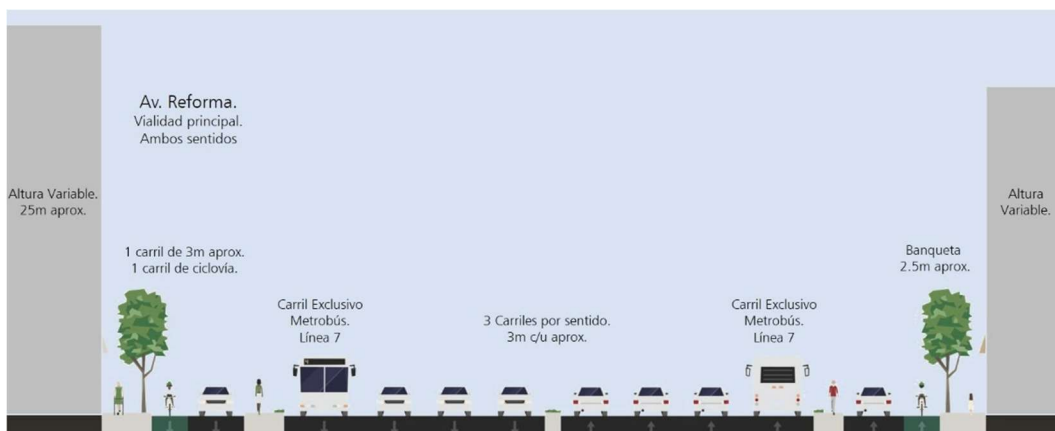 Av. Reforma.
Vialidad principal.
Ambos sentidos
Altura Variable.
25m aprox.
Altura
Variable.
1 carril de 3m aprox.
1 carril de ciclovía.
Banqueta
2.5m aprox.
Carril Exclusivo
Metrobús.
Línea 7
3 Carriles por sentido.
3m c/u aprox.
Carril Exclusivo
Metrobús.
Línea 7